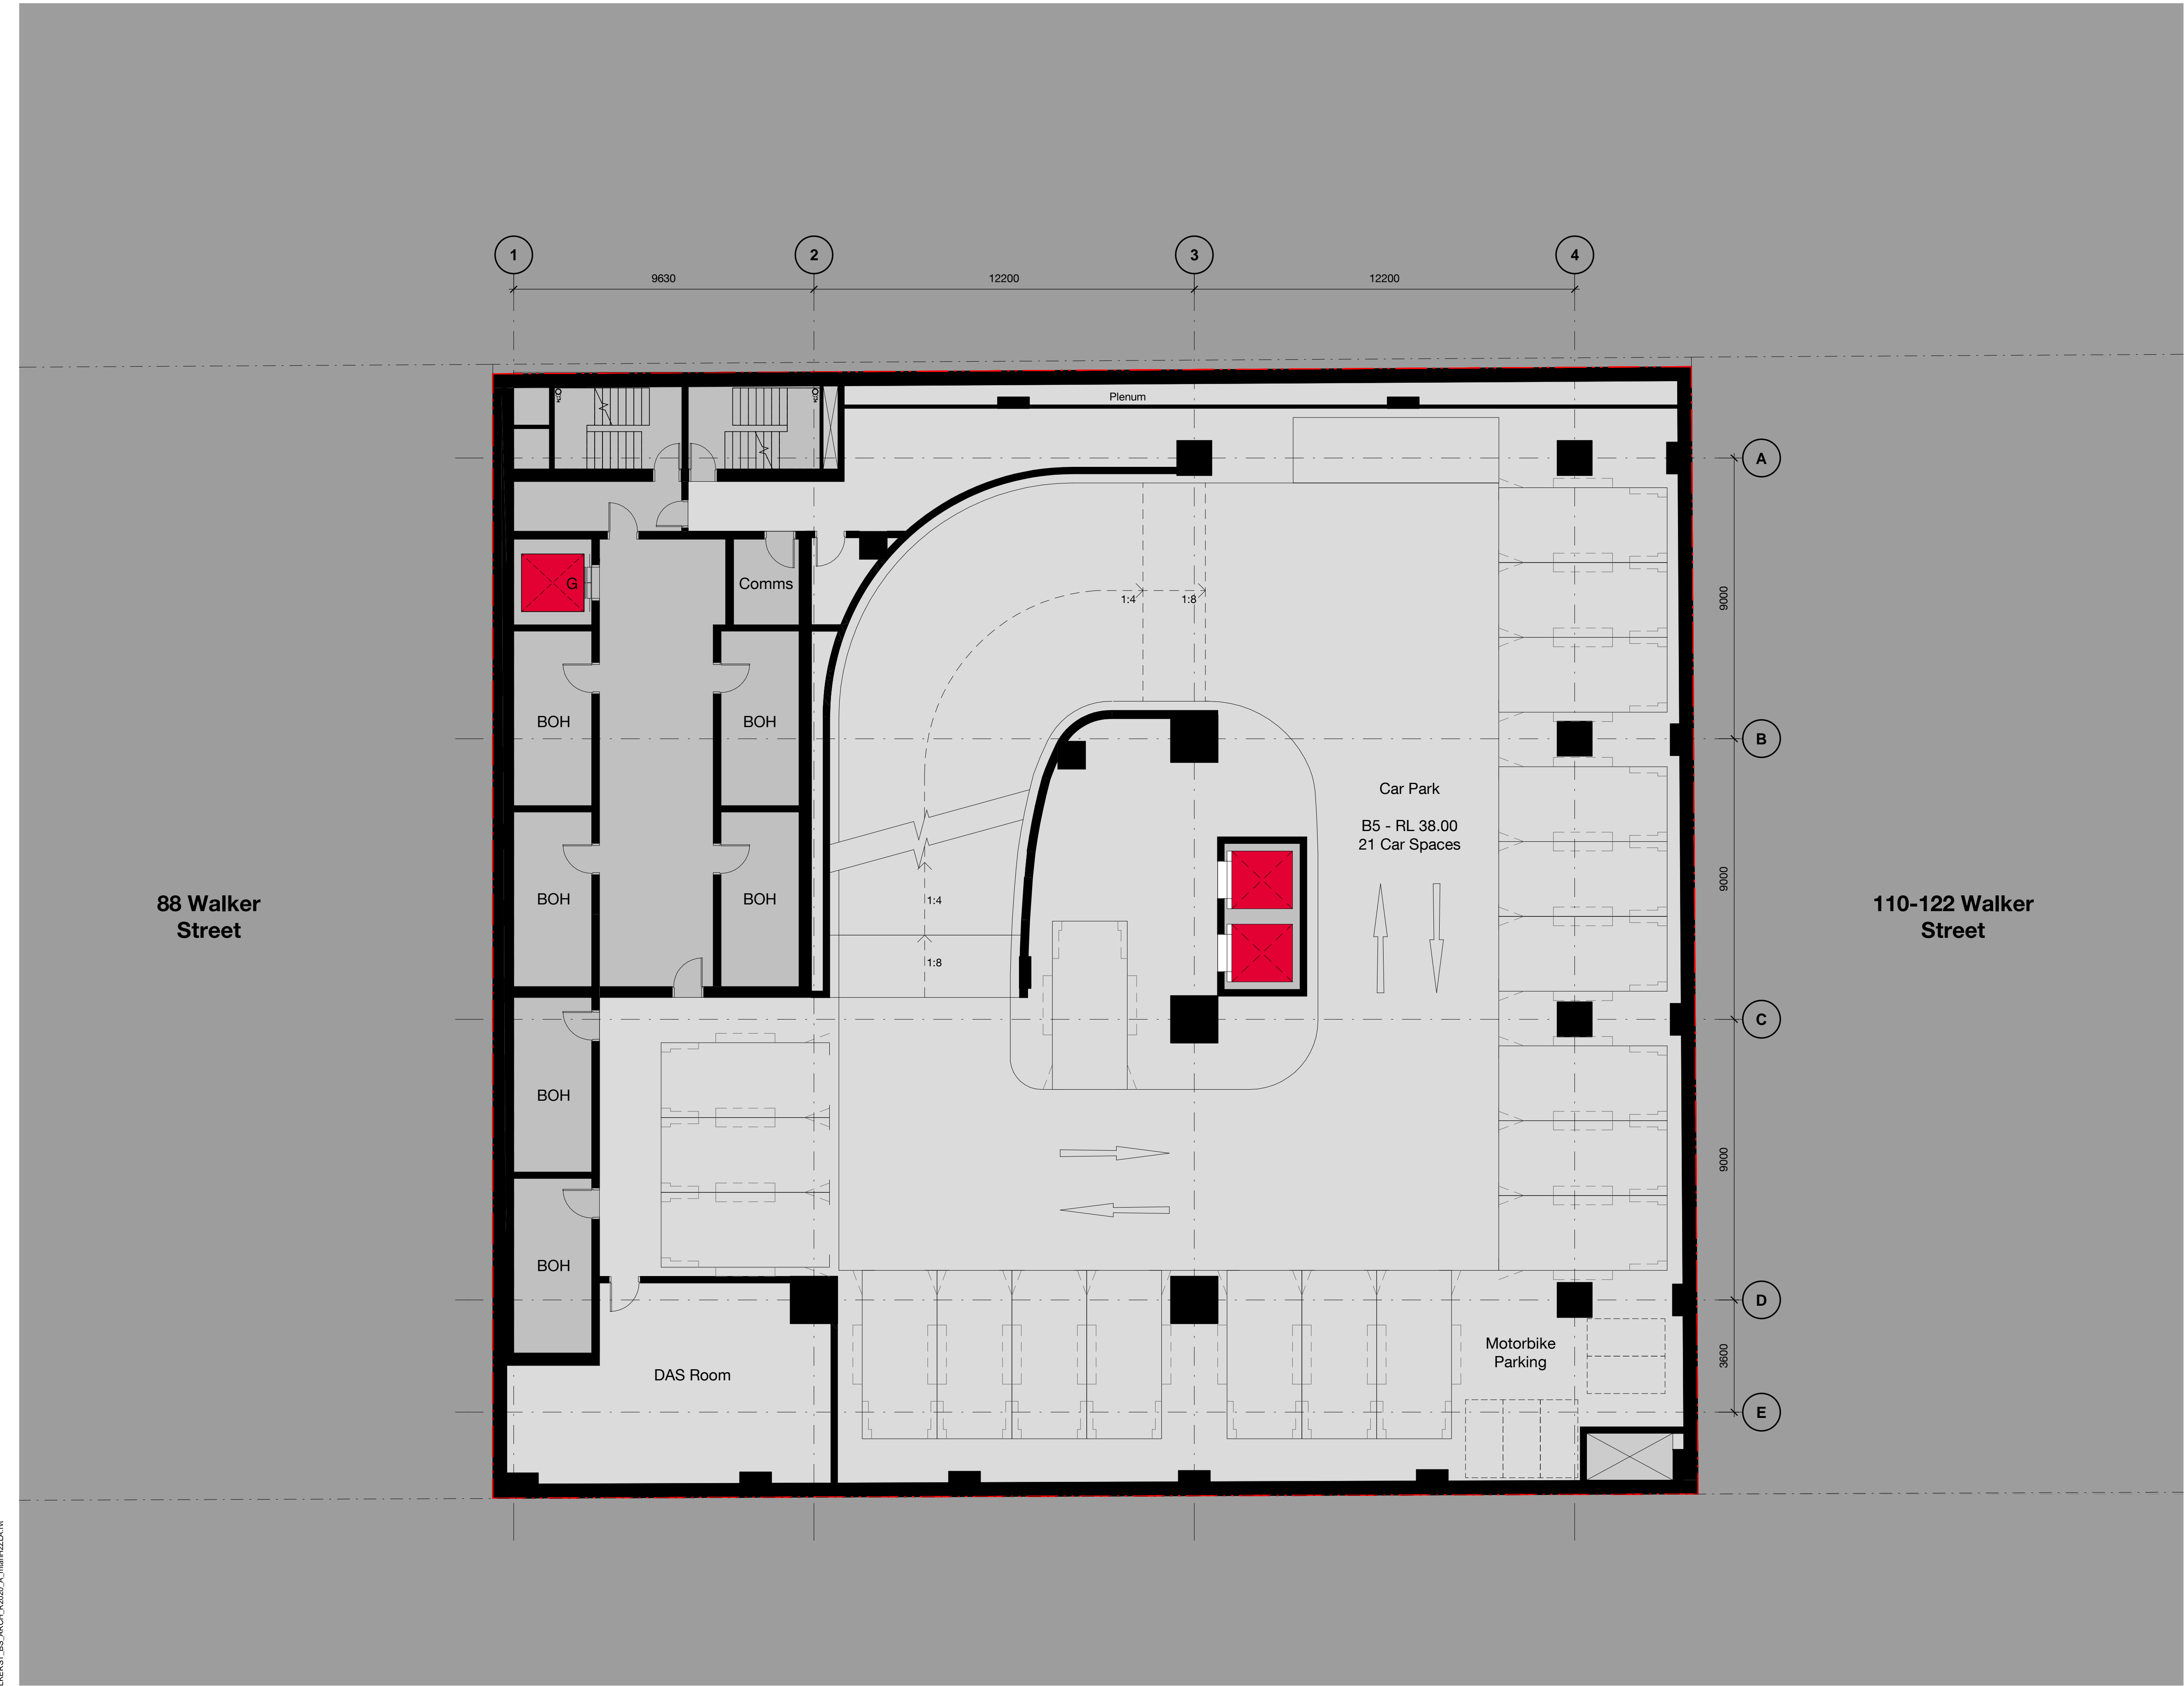 1
2
3
4
9630
12200
12200
Plenum
A
G
Comms
1:4
1:8
9000
BOH
BOH
B
Car Park
B5 - RL 38.00
21 Car Spaces
9000
88 Walker
Street
BOH
BOH
1:4
1:8
110-122 Walker
Street
C
BOH
9000
BOH
D
Motorbike
Parking
3600
DAS Room
E